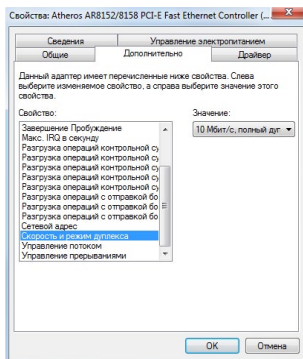 Свойства: Atheros AR8152/8158 PCI-E Fast Ethernet Controller (...
Сведения
Управление электропитанием
Общие
Дополнительно
Драйвер
Данный адаптер имеет перечисленные ниже свойства. Слева
выберите изменяемое свойство, а справа выберите значение этого
свойства.
Свойство:
Значение:
Завершение Пробуждение
Макс. IRQ в секунду
Разгрузка операций контрольной су
Разгрузка операций контрольной су
Разгрузка операций контрольной су
Разгрузка операций контрольной су
Разгрузка операций с отправкой бо
Разгрузка операций с отправкой бо
Разгрузка операций с отправкой бо
Сетевой адрес
Скорость и режим дуплекса
Управление потоком
Управление прерываниями
10 Мбит/с, полный дуг
ОК
Отмена